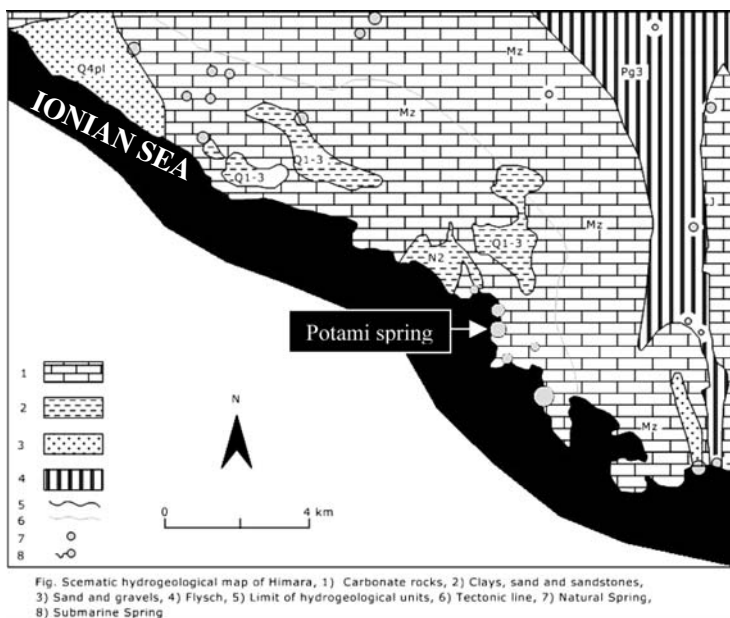 Mz
Q4pl
Pg3
IONIAN SEA
Mz
Q1-3
Q1-3
J
Mz
Q1-3
N2
Potami spring
1
2
N
3
Mz
4
5
0 4 km
6
7
8
Fig. Scematic hydrogeological map of Himara, 1) Carbonate rocks, 2) Clays, sand and sandstones,
3) Sand and gravels, 4) Flysch, 5) Limit of hydrogeological units, 6) Tectonic line, 7) Natural Spring,
8) Submarine Spring